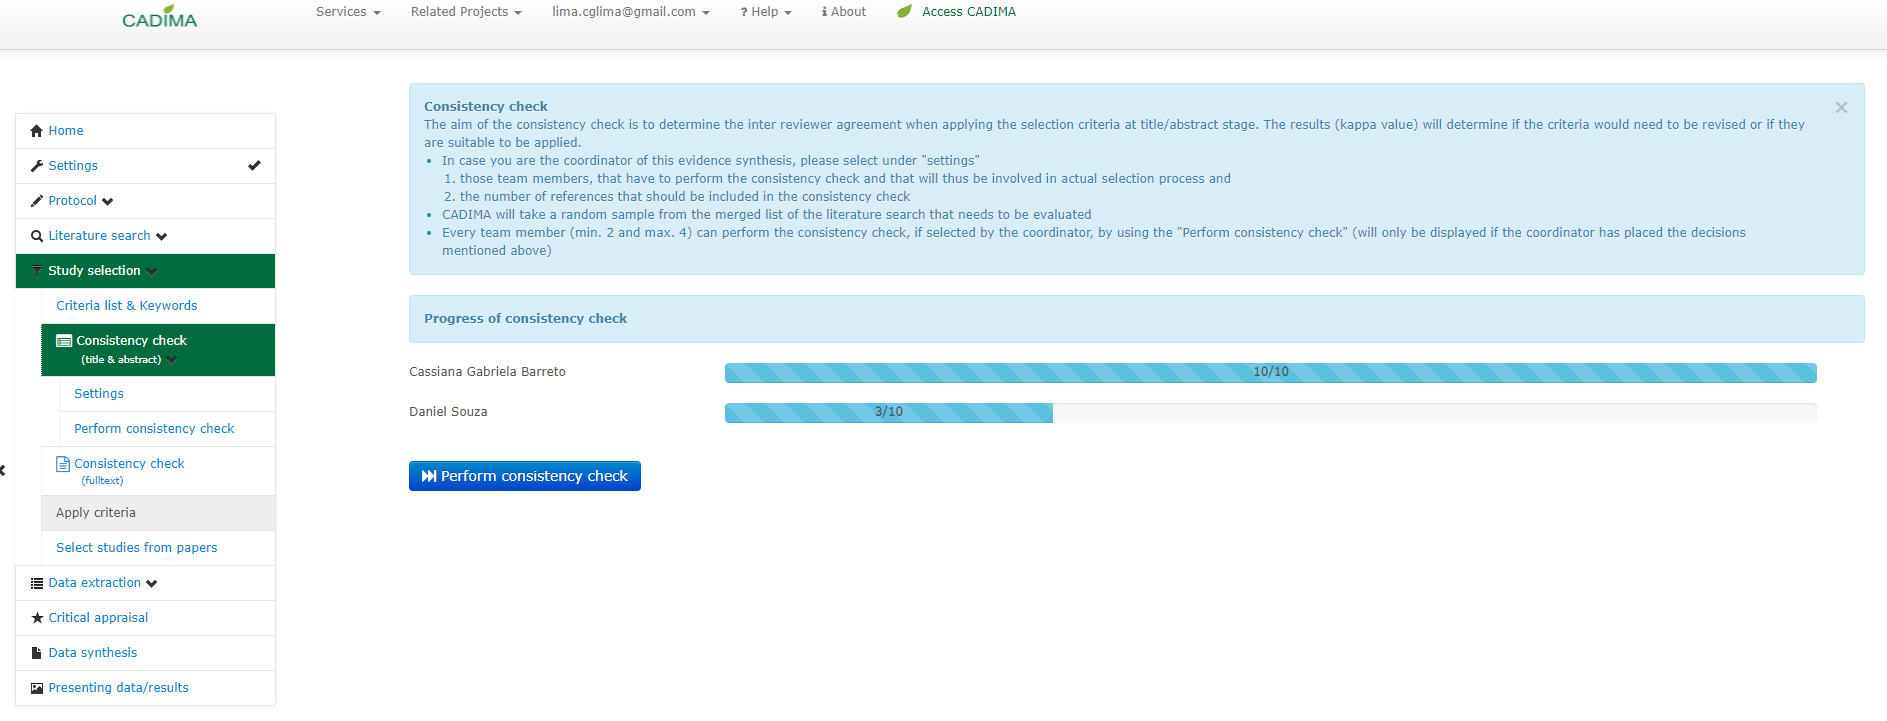 CADIMA
Services
Related Projects
lima.cglima@gmail.com
? Help
About
Access CADIMA
Home
Settings
Protocol
Literature search
Study selection
Criteria list & Keywords
Consistency check
(title & abstract)
Settings
Perform consistency check
Consistency check
(fulltext)
Apply criteria
Select studies from papers
Data extraction
Critical appraisal
Data synthesis
Presenting data/results
Consistency check
The aim of the consistency check is to determine the inter reviewer agreement when applying the selection criteria at title/abstract stage. The results (kappa value) will determine if the criteria would need to be revised or if they
are suitable to be applied.
• In case you are the coordinator of this evidence synthesis, please select under "settings"
1. those team members, that have to perform the consistency check and that will thus be involved in actual selection process and
2. the number of references that should be included in the consistency check
• CADIMA will take a random sample from the merged list of the literature search that needs to be evaluated
• Every team member (min. 2 and max. 4) can perform the consistency check, if selected by the coordinator, by using the "Perform consistency check" (will only be displayed if the coordinator has placed the decisions
mentioned above)
Progress of consistency check
Cassiana Gabriela Barreto
10/10
Daniel Souza
3/10
Perform consistency check